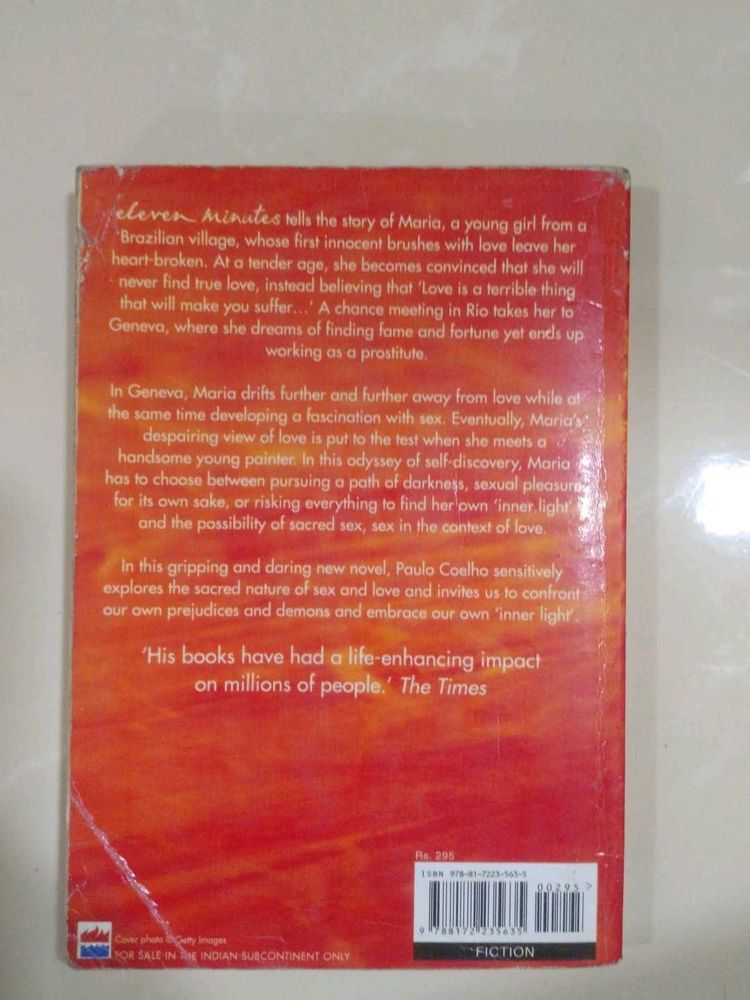 eleven minutes tells the story of Maria, a young girl from a
Brazilian village, whose first innocent brushes with love leave her
heart-broken. At a tender age, she becomes convinced that she will
never find true love, instead believing that 'Love is a terrible thing
that will make you suffer...' A chance meeting in Rio takes her to
Geneva, where she dreams of finding fame and fortune yet ends up
working as a prostitute.
In Geneva, Maria drifts further and further away from love while at
the same time developing a fascination with sex. Eventually, Maria's
despairing view of love is put to the test when she meets a
handsome young painter. In this odyssey of self-discovery, Maria
has to choose between pursuing a path of darkness, sexual pleasure
for its own sake, or risking everything to find her own 'inner light'
and the possibility of sacred sex, sex in the context of love.
In this gripping and daring new novel, Paulo Coelho sensitively
explores the sacred nature of sex and love and invites us to confront
our own prejudices and demons and embrace our own 'inner light'.
'His books have had a life-enhancing impact
on millions of people.' The Times
Rs. 295
ISBN 978-81-7223-563-5
00295 >
9 788172 235635
FICTION
Cover photo © Getty Images
FOR SALE IN THE INDIAN SUBCONTINENT ONLY